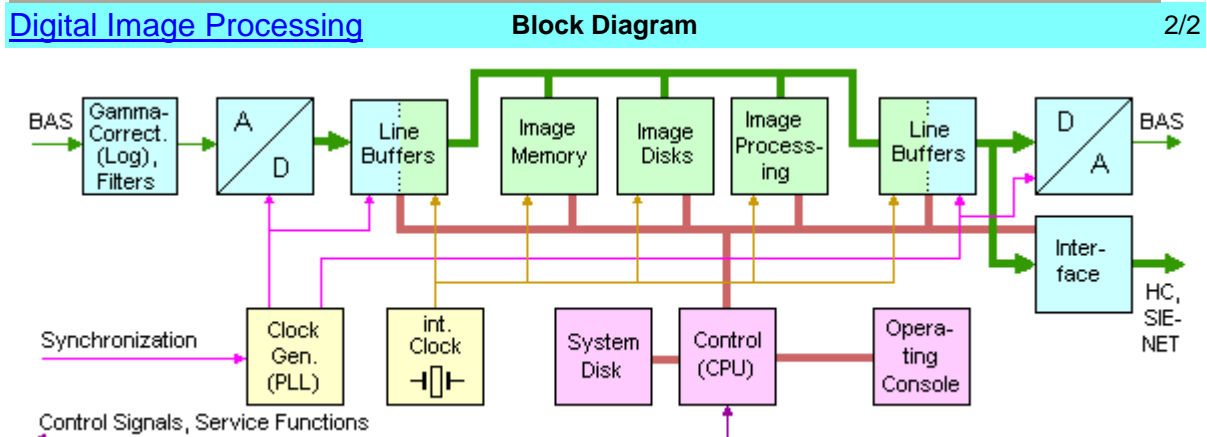 Digital Image Processing Block Diagram 2/2
BAS
Gamma-
Correct.
(Log),
Filters
A
D
Line
Buffers
Image
Memory
Image
Disks
Image
Process-
ing
Line
Buffers
D
A
BAS
Inter-
face
HC,
SIE-
NET
Synchronization
Clock
Gen.
(PLL)
int.
Clock
System
Disk
Control
(CPU)
Opera-
ting
Console
Control Signals, Service Functions